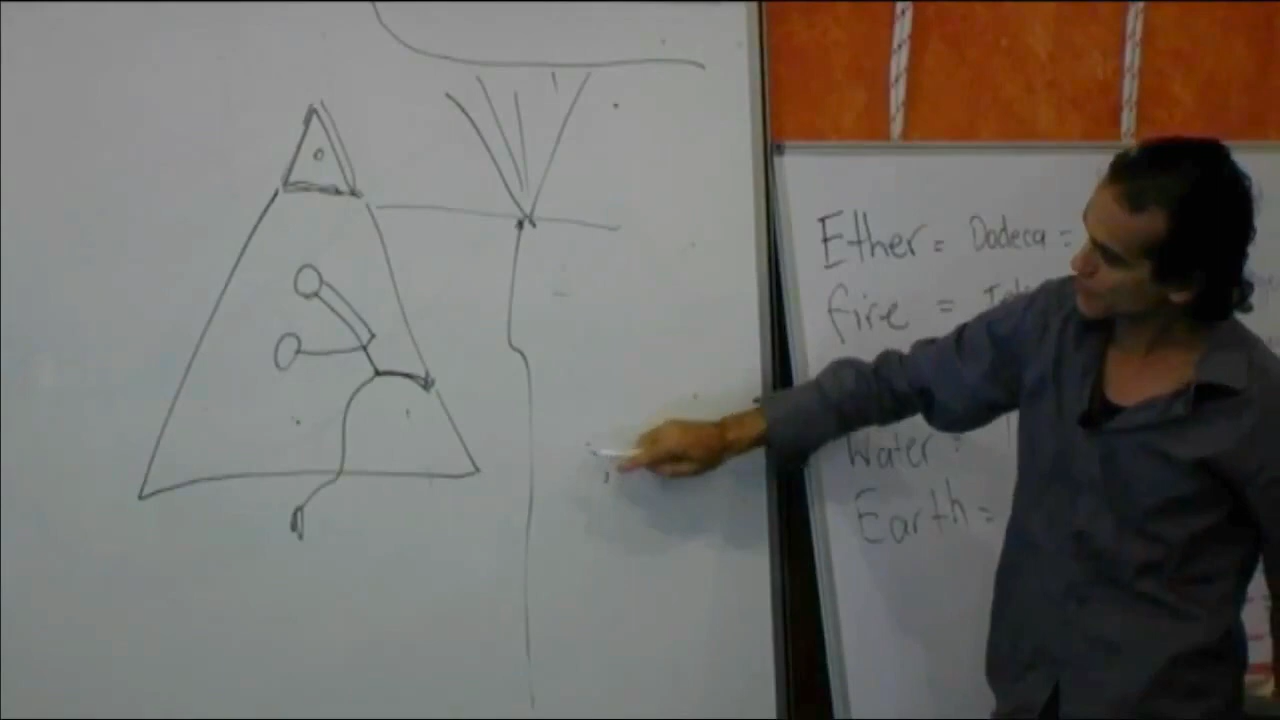 Ether = Dodeca =
fire =
Water =
Earth =